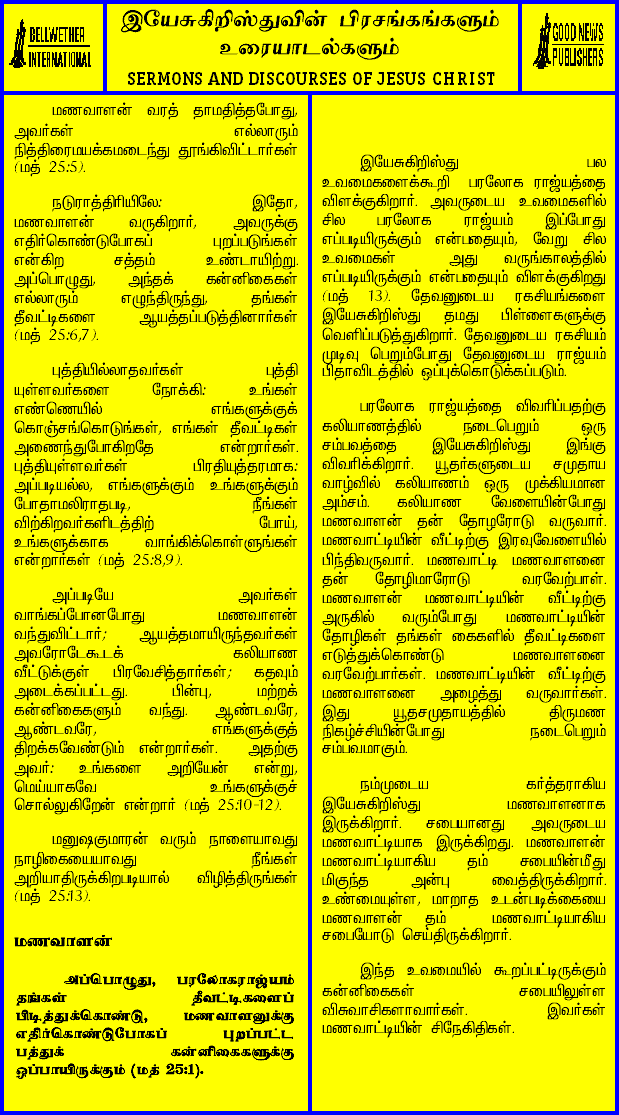 BELLWETHER
INTERNATIONAL
இயேசுகிறிஸ்துவின் பிரசங்கங்களும்
உரையாடல்களும்
SERMONS AND DISCOURSES OF JESUS CHRIST
GOOD NEWS
PUBLISHERS
மணவாளன் வரத் தாமதித்தபோது,
அவர்கள் எல்லாரும்
நித்திரைமயக்கமடைந்து தூங்கிவிட்டார்கள்
(மத் 25:5).
நடுராத்திரியிலே: இதோ,
மணவாளன் வருகிறார், அவருக்கு
எதிர்கொண்டுபோகப் புறப்படுங்கள்
என்கிற சத்தம் உண்டாயிற்று.
அப்பொழுது, அந்தக் கன்னிகைகள்
எல்லாரும் எழுந்திருந்து, தங்கள்
தீவட்டிகளை ஆயத்தப்படுத்தினார்கள்
(மத் 25:6,7).
புத்தியில்லாதவர்கள் புத்தி
யுள்ளவர்களை நோக்கி: உங்கள்
எண்ணெயில் எங்களுக்குக்
கொஞ்சங்கொடுங்கள், எங்கள் தீவட்டிகள்
அணைந்துபோகிறதே என்றார்கள்.
புத்தியுள்ளவர்கள் பிரதியுத்தரமாக:
அப்படியல்ல, எங்களுக்கும் உங்களுக்கும்
போதாமலிராதபடி, நீங்கள்
விற்கிறவர்களிடத்திற் போய்,
உங்களுக்காக வாங்கிக்கொள்ளுங்கள்
என்றார்கள் (மத் 25:8,9).
அப்படியே அவர்கள்
வாங்கப்போனபோது மணவாளன்
வந்துவிட்டார்; ஆயத்தமாயிருந்தவர்கள்
அவரோடேகூடக் கலியாண
வீட்டுக்குள் பிரவேசித்தார்கள்; கதவும்
அடைக்கப்பட்டது. பின்பு, மற்றக்
கன்னிகைகளும் வந்து. ஆண்டவரே,
ஆண்டவரே, எங்களுக்குத்
திறக்கவேண்டும் என்றார்கள். அதற்கு
அவர்: உங்களை அறியேன் என்று,
மெய்யாகவே உங்களுக்குச்
சொல்லுகிறேன் என்றார் (மத் 25:10-12).
மனுஷகுமாரன் வரும் நாளையாவது
நாழிகையையாவது நீங்கள்
அறியாதிருக்கிறபடியால் விழித்திருங்கள்
(மத் 25:13).
மணவாளன்
அப்பொழுது, பரலோகராஜ்யம்
தங்கள் தீவட்டிகளைப்
பிடித்துக்கொண்டு, மணவாளனுக்கு
எதிர்கொண்டுபோகப் புறப்பட்ட
பத்துக் கன்னிகைகளுக்கு
ஒப்பாயிருக்கும் (மத் 25:1).
இயேசுகிறிஸ்து பல
உவமைகளைக்கூறி பரலோக ராஜ்யத்தை
விளக்குகிறார். அவருடைய உவமைகளில்
சில பரலோக ராஜ்யம் இப்போது
எப்படியிருக்கும் என்பதையும், வேறு சில
உவமைகள் அது வருங்காலத்தில்
எப்படியிருக்கும் என்பதையும் விளக்குகிறது
(மத் 13). தேவனுடைய ரகசியங்களை
இயேசுகிறிஸ்து தமது பிள்ளைகளுக்கு
வெளிப்படுத்துகிறார். தேவனுடைய ரகசியம்
முடிவு பெறும்போது தேவனுடைய ராஜ்யம்
பிதாவிடத்தில் ஒப்புக்கொடுக்கப்படும்.
பரலோக ராஜ்யத்தை விவரிப்பதற்கு
கலியாணத்தில் நடைபெறும் ஒரு
சம்பவத்தை இயேசுகிறிஸ்து இங்கு
விவரிக்கிறார். யூதர்களுடைய சமுதாய
வாழ்வில் கலியாணம் ஒரு முக்கியமான
அம்சம். கலியாண வேளையின்போது
மணவாளன் தன் தோழரோடு வருவார்.
மணவாட்டியின் வீட்டிற்கு இரவுவேளையில்
பிந்திவருவார். மணவாட்டி மணவாளனை
தன் தோழிமாரோடு வரவேற்பாள்.
மணவாளன் மணவாட்டியின் வீட்டிற்கு
அருகில் வரும்போது மணவாட்டியின்
தோழிகள் தங்கள் கைகளில் தீவட்டிகளை
எடுத்துக்கொண்டு மணவாளனை
வரவேற்பார்கள். மணவாட்டியின் வீட்டிற்கு
மணவாளனை அழைத்து வருவார்கள்.
இது யூதசமுதாயத்தில் திருமண
நிகழ்ச்சியின்போது நடைபெறும்
சம்பவமாகும்.
நம்முடைய கர்த்தராகிய
இயேசுகிறிஸ்து மணவாளனாக
இருக்கிறார். சபையானது அவருடைய
மணவாட்டியாக இருக்கிறது. மணவாளன்
மணவாட்டியாகிய தம் சபையின்மீது
மிகுந்த அன்பு வைத்திருக்கிறார்.
உண்மையுள்ள, மாறாத உடன்படிக்கையை
மணவாளன் தம் மணவாட்டியாகிய
சபையோடு செய்திருக்கிறார்.
இந்த உவமையில் கூறப்பட்டிருக்கும்
கன்னிகைகள் சபையிலுள்ள
விசுவாசிகளாவார்கள். இவர்கள்
மணவாட்டியின் சிநேகிதிகள்.